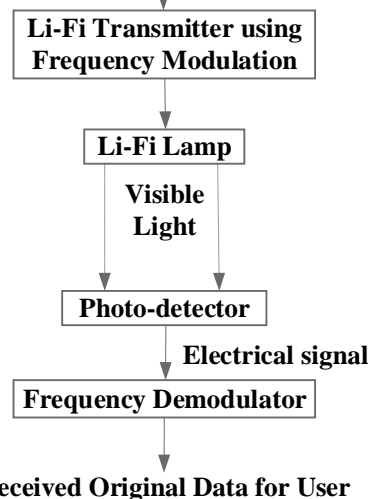 Li-Fi Transmitter using
Frequency Modulation
Li-Fi Lamp
Visible
Light
Photo-detector
Electrical signal
Frequency Demodulator
eceived Original Data for User